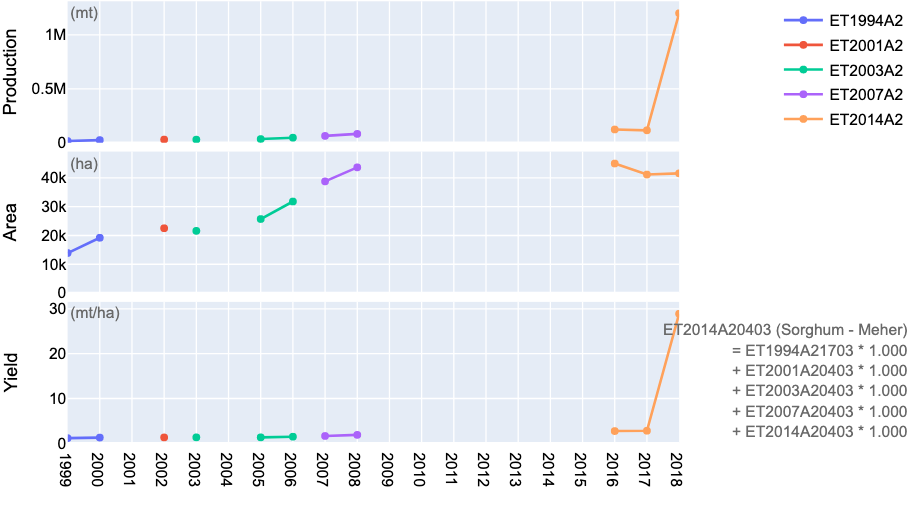 Production
(mt)
1M
0.5M
0
ET1994A2
ET2001A2
ET2003A2
ET2007A2
ET2014A2
Area
(ha)
40k
30k
20k
10k
0
Yield
(mt/ha)
30
20
10
0
ET2014A20403 (Sorghum - Meher)
= ET1994A21703 * 1.000
+ ET2001A20403 * 1.000
+ ET2003A20403 * 1.000
+ ET2007A20403 * 1.000
+ ET2014A20403 * 1.000
1999
2000
2001
2002
2003
2004
2005
2006
2007
2008
2009
2010
2011
2012
2013
2014
2015
2016
2017
2018